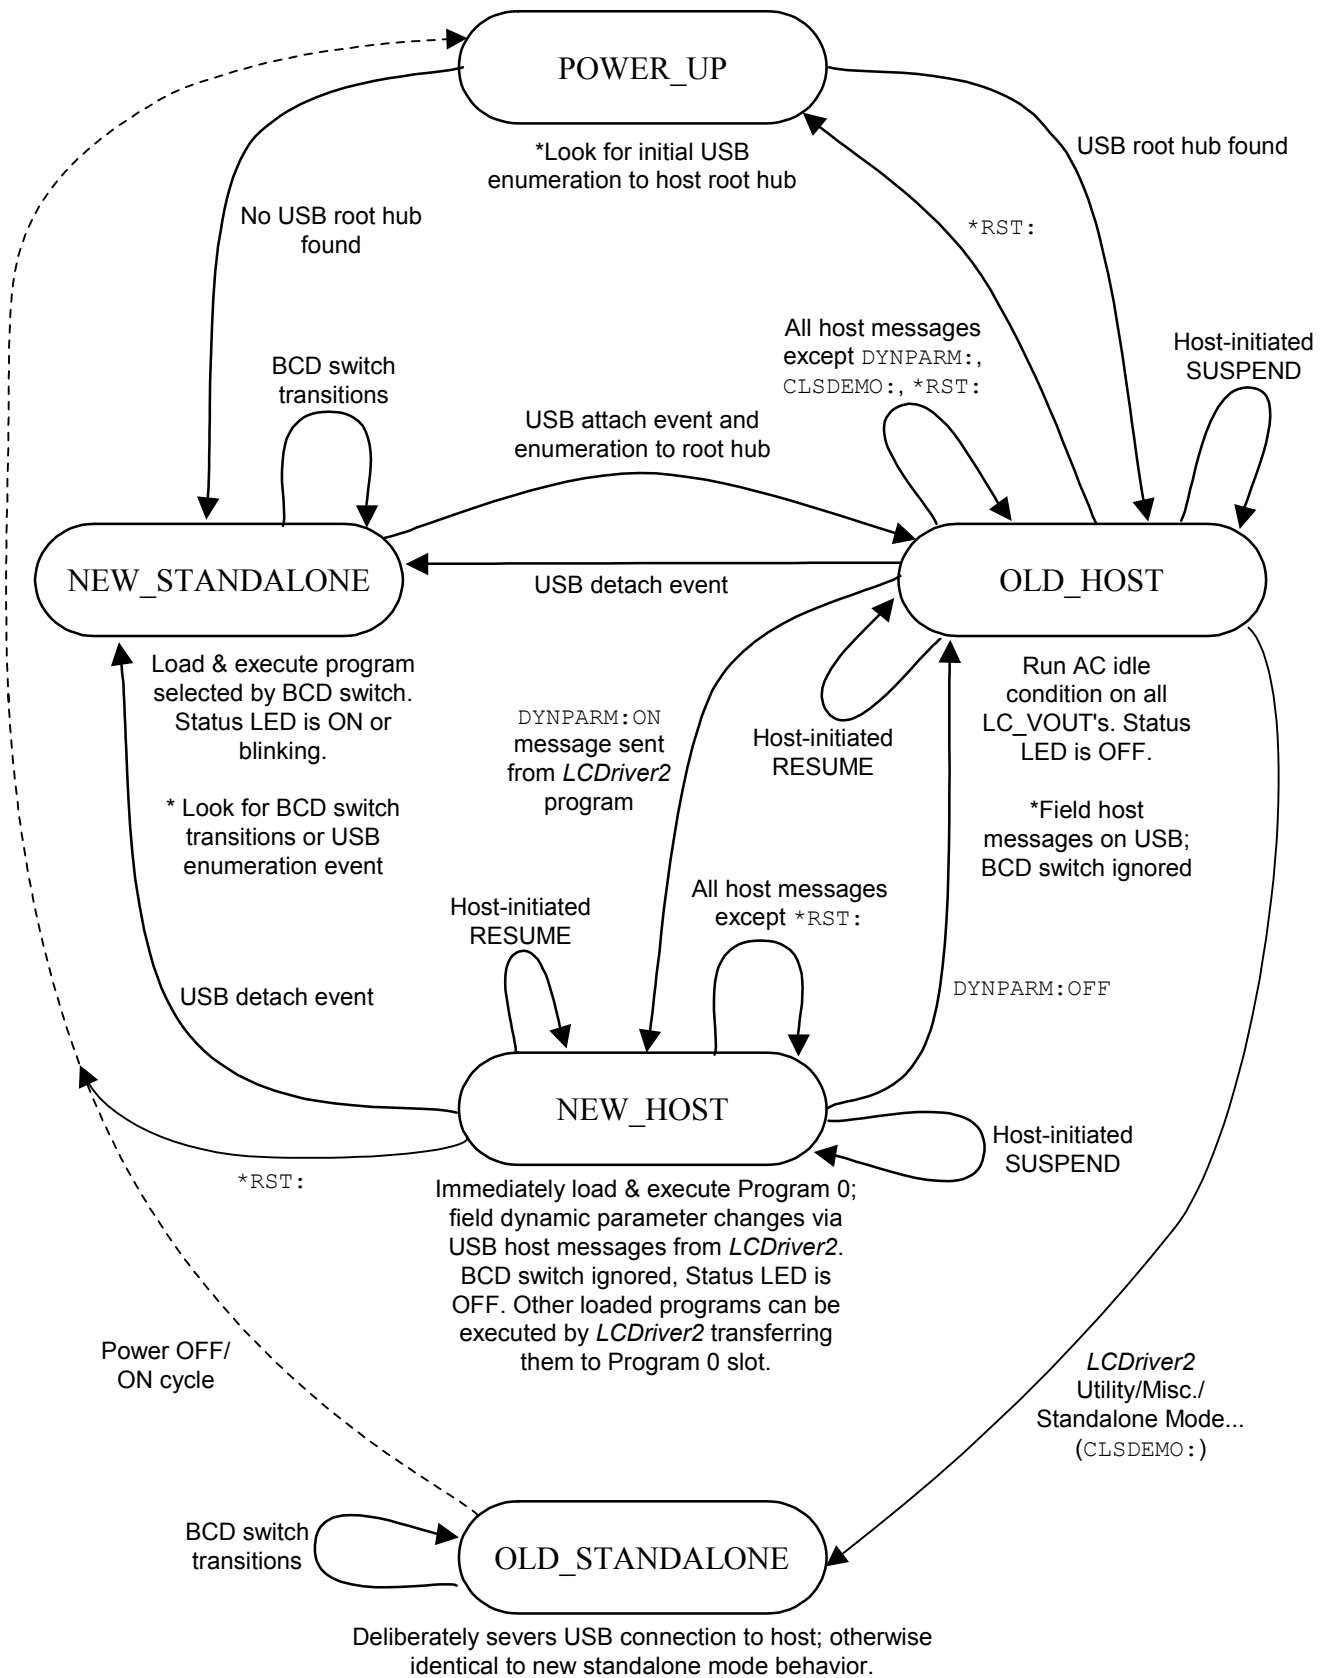 POWER_UP
*Look for initial USB
enumeration to host root hub
USB root hub found
No USB root hub
found
*RST:
BCD switch
transitions
All host messages
except DYNPARM:,
CLSDEMO:, *RST:
Host-initiated
SUSPEND
USB attach event and
enumeration to root hub
NEW_STANDALONE
USB detach event
OLD_HOST
Load & execute program
selected by BCD switch.
Status LED is ON or
blinking.
* Look for BCD switch
transitions or USB
enumeration event
DYNPARM:ON
message sent
from LCDriver2
program
Host-initiated
RESUME
Run AC idle
condition on all
LC_VOUT's. Status
LED is OFF.
*Field host
messages on USB;
BCD switch ignored
Host-initiated
RESUME
All host messages
except *RST:
USB detach event
DYNPARM:OFF
NEW_HOST
Host-initiated
SUSPEND
*RST:
Immediately load & execute Program 0;
field dynamic parameter changes via
USB host messages from LCDriver2.
BCD switch ignored, Status LED is
OFF. Other loaded programs can be
executed by LCDriver2 transferring
them to Program 0 slot.
Power OFF/
ON cycle
LCDriver2
Utility/Misc./
Standalone Mode...
(CLSDEMO:)
BCD switch
transitions
OLD_STANDALONE
Deliberately severs USB connection to host; otherwise
identical to new standalone mode behavior.